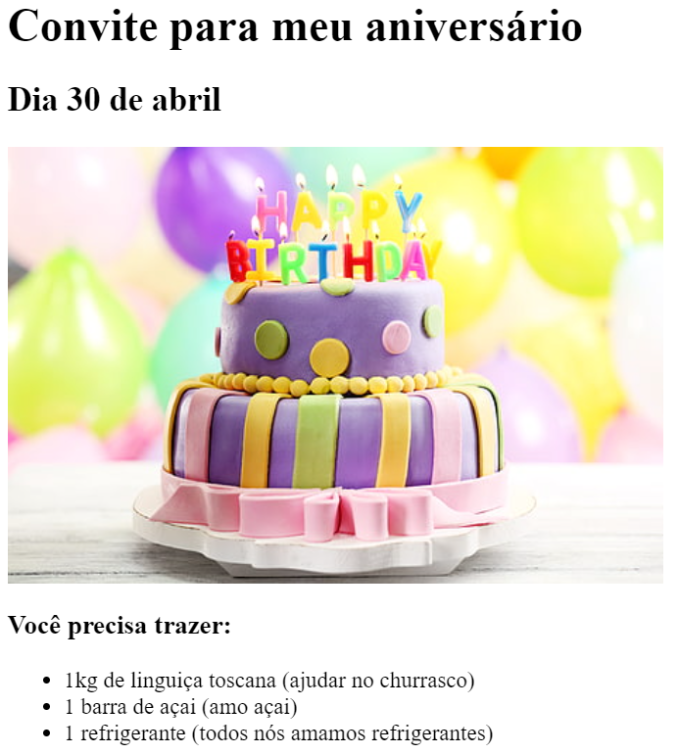 Convite para meu aniversário
Dia 30 de abril
HAPPY
BIRTHDAY
Você precisa trazer:
1kg de linguiça toscana (ajudar no churrasco)
1 barra de açai (amo açai)
1 refrigerante (todos nós amamos refrigerantes)